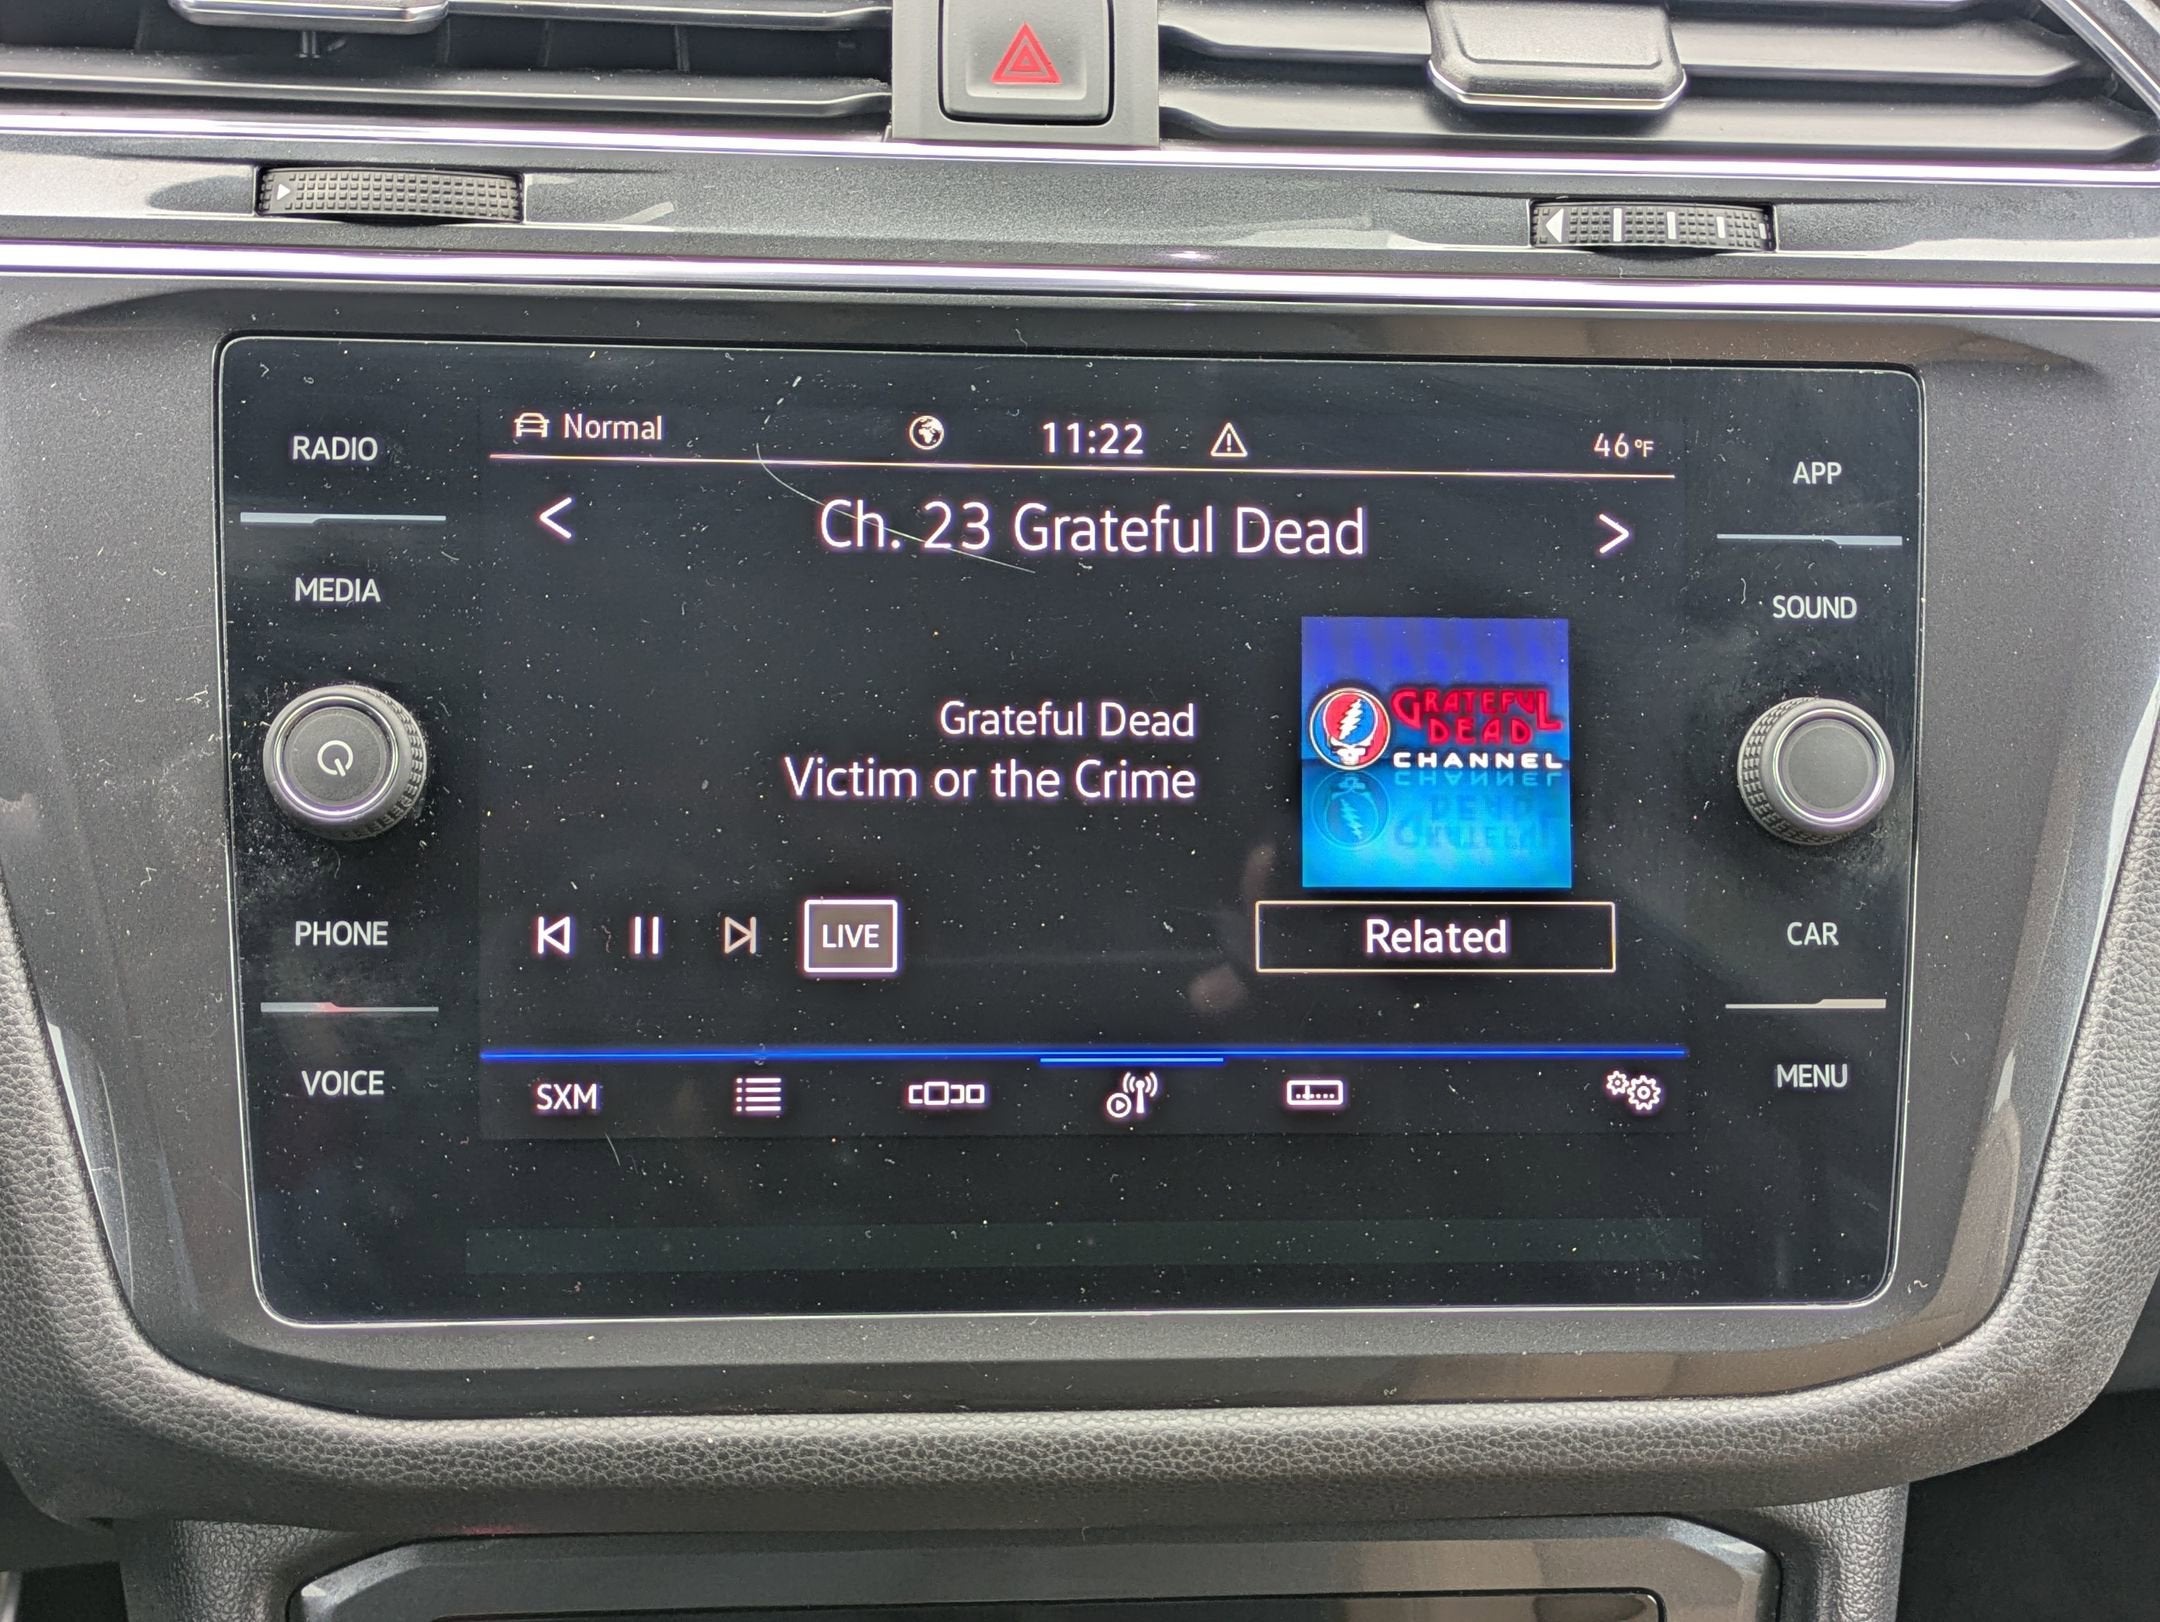 RADIO
MEDIA
PHONE
VOICE
Normal
11:22
46°F
Ch. 23 Grateful Dead
Grateful Dead
Victim or the Crime
GRATEFUL
DEAD
CHANNEL
LIVE
Related
SXM
APP
SOUND
CAR
MENU